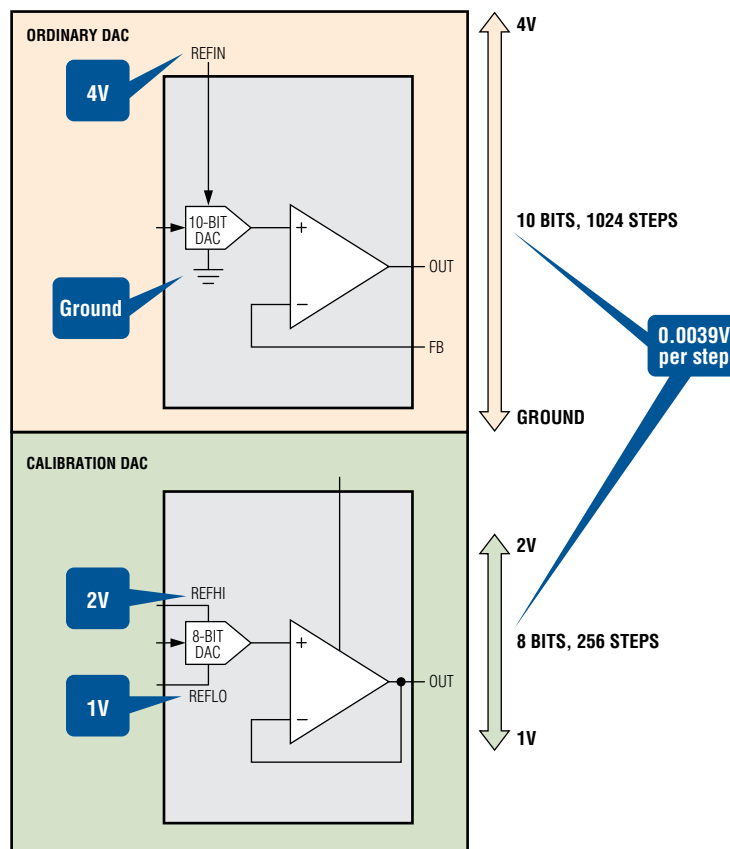 ORDINARY DAC
REFIN
4V
4V
10-BIT
DAC
+
−
Ground
OUT
FB
10 BITS, 1024 STEPS
0.0039V
per step
GROUND
CALIBRATION DAC
2V
REFHI
2V
8-BIT
DAC
+
−
8 BITS, 256 STEPS
OUT
1V
REFLO
1V